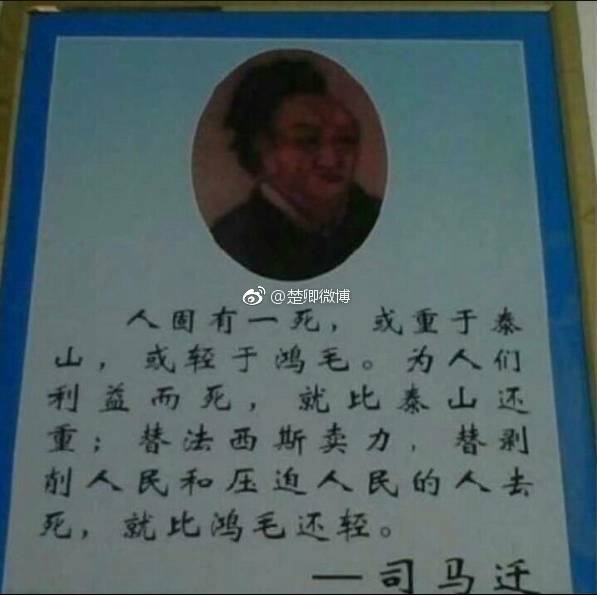 @楚卿微博
人固有一死，或重于泰
山，或轻于鸿毛。为人们
利益而死，就比泰山还
重；替法西斯卖力，替剥
削人民和压迫人民的人去
死，就比鸿毛还轻。
—司马迁